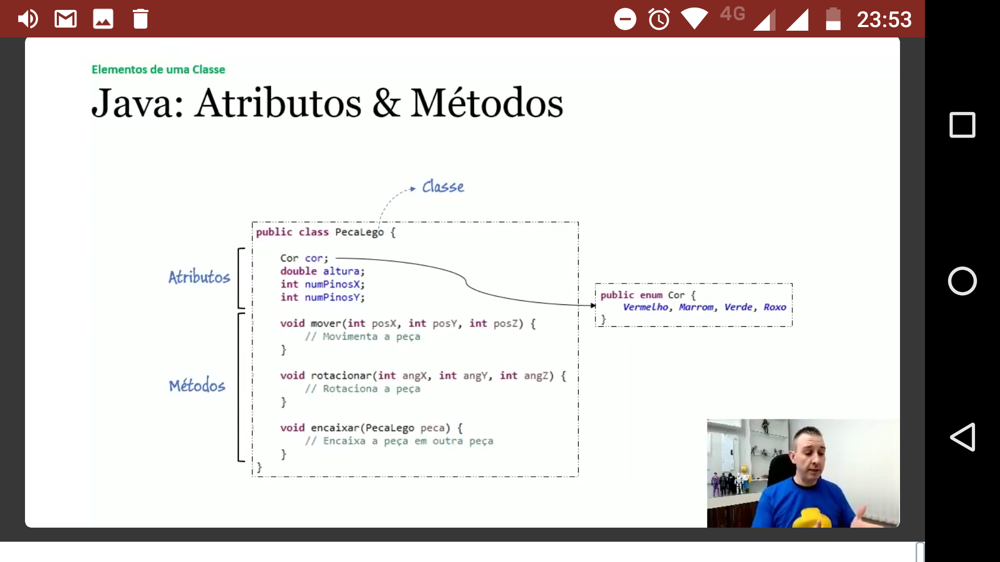 4G 23:53
Elementos de uma Classe
Java: Atributos & Métodos
Classe
public class PecaLego {
Atributos
Cor cor;
double altura;
int numPinosX;
int numPinosY;
public enum Cor {
Vermelho, Marrom, Verde, Roxo
}
Métodos
void mover(int posX, int posY, int posZ) {
// Movimenta a peça
}
void rotacionar(int angX, int angY, int angZ) {
// Rotaciona a peça
}
void encaixar(PecaLego peca) {
// Encaixa a peça em outra peça
}
}